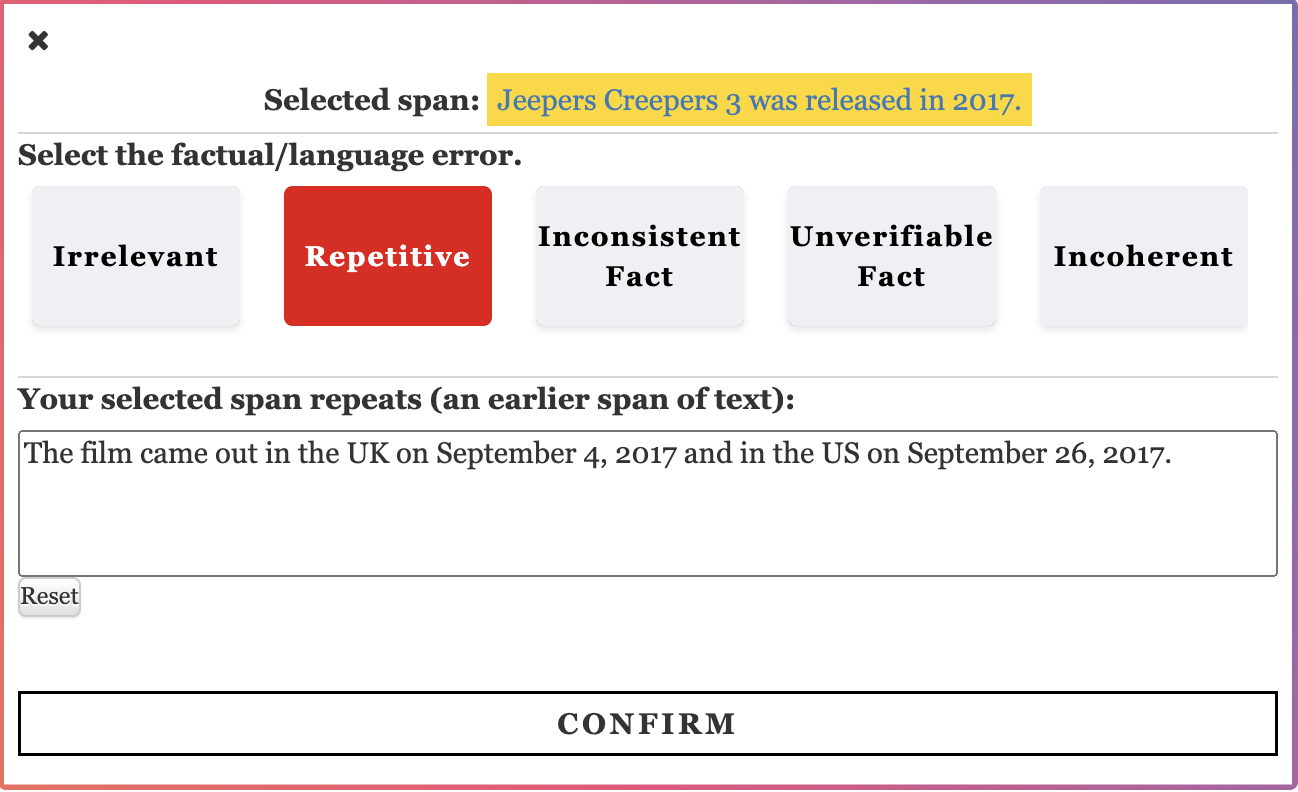 ✖
Selected span: Jeepers Creepers 3 was released in 2017.
Select the factual/language error.
Irrelevant
Repetitive
Inconsistent
Fact
Unverifiable
Fact
Incoherent
Your selected span repeats (an earlier span of text):
The film came out in the UK on September 4, 2017 and in the US on September 26, 2017.
Reset
CONFIRM